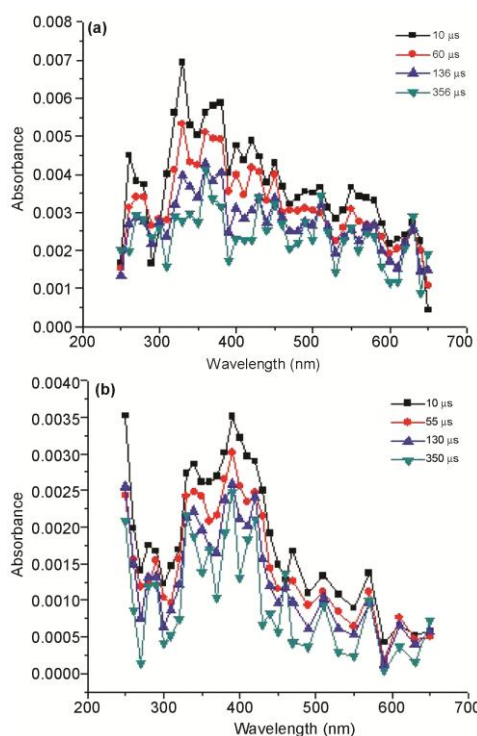 (a)
10 µs
60 µs
136 µs
356 µs
0.008
0.007
0.006
0.005
0.004
0.003
0.002
0.001
0.000
Absorbance
200 300 400 500 600 700
Wavelength (nm)
(b)
10 µs
55 µs
130 µs
350 µs
0.0040
0.0035
0.0030
0.0025
0.0020
0.0015
0.0010
0.0005
0.0000
Absorbance
200 300 400 500 600 700
Wavelength (nm)